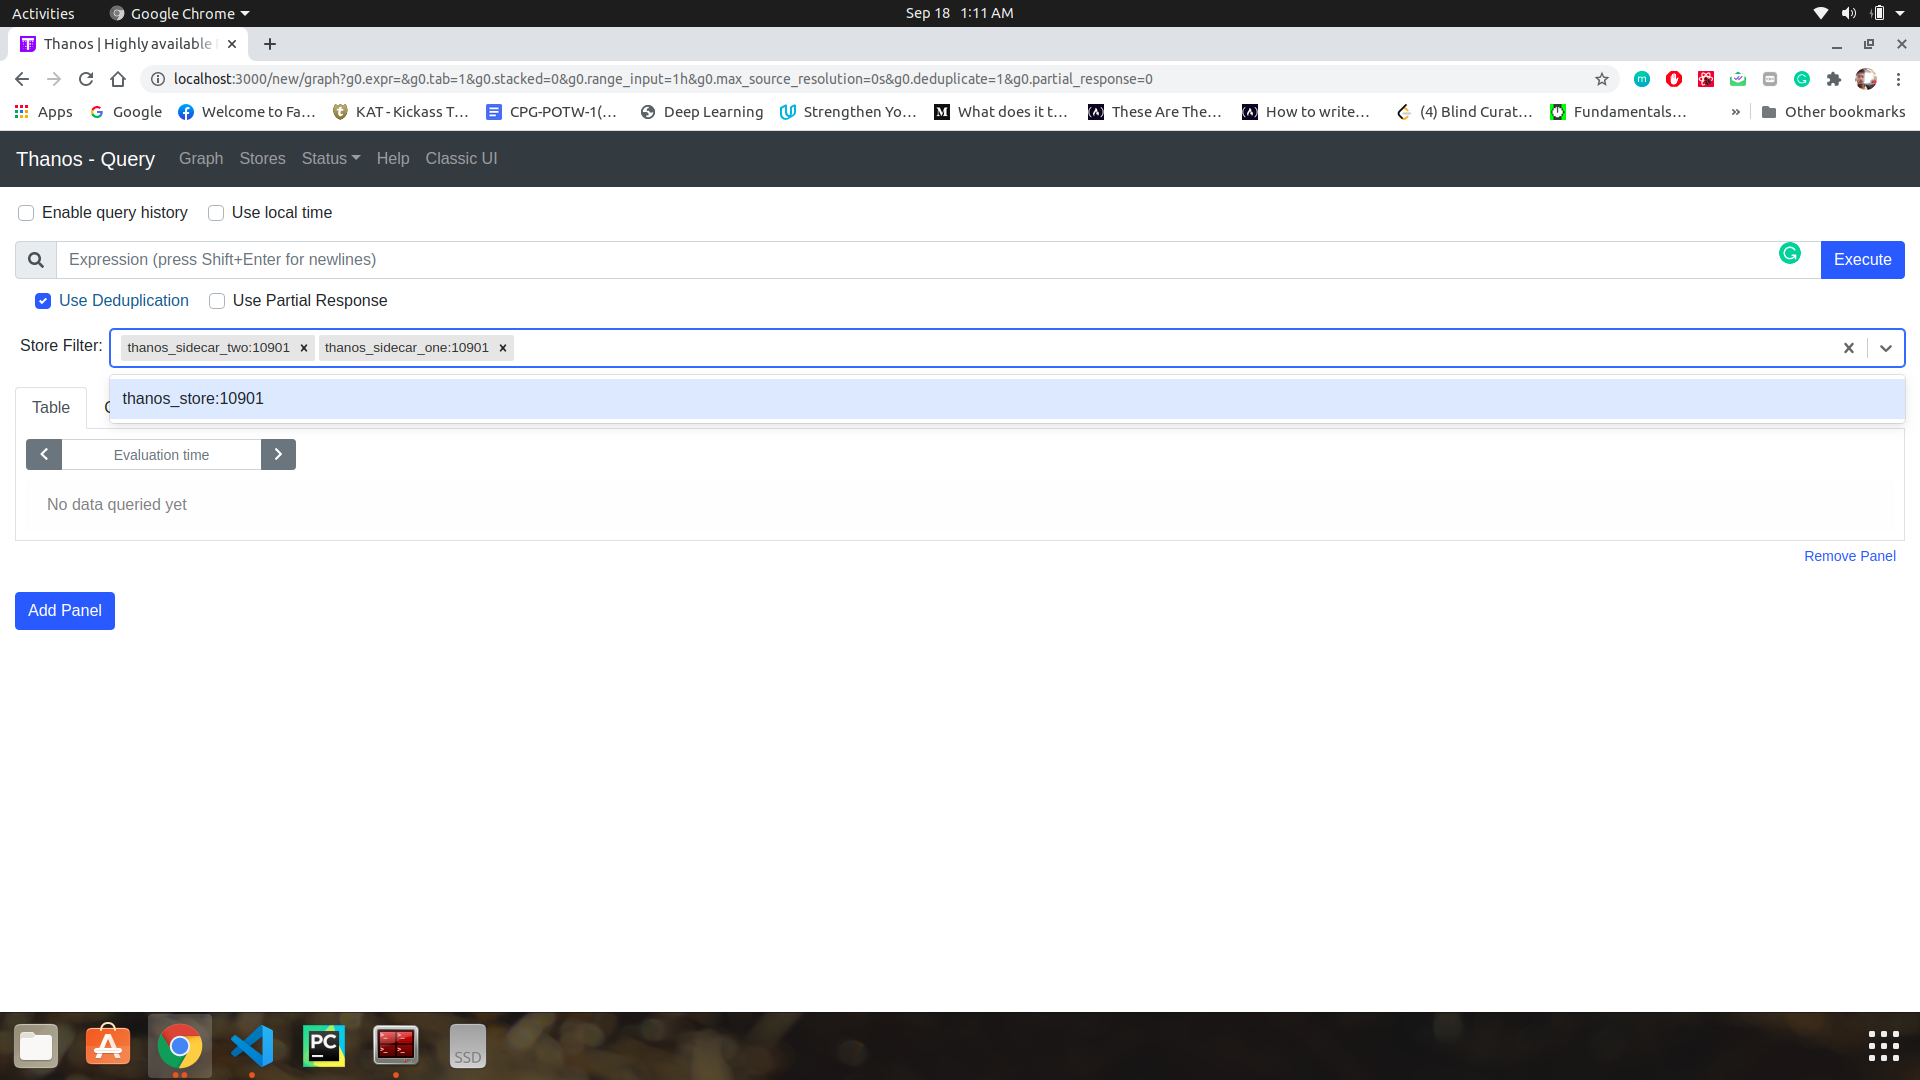 Activities Google Chrome Sep 18 1:11 AM
Thanos | Highly available
localhost:3000/new/graph?g0.expr=&g0.tab=1&g0.stacked=0&g0.range_input=1h&g0.max_source_resolution=0s&g0.deduplicate=1&g0.partial_response=0
Apps Google Welcome to Fa… KAT - Kickass T… CPG-POTW-1(… Deep Learning Strengthen Yo… What does it t… These Are The… How to write… (4) Blind Curat… Fundamentals… » Other bookmarks
Thanos - Query Graph Stores Status Help Classic UI
Enable query history Use local time
Expression (press Shift+Enter for newlines) Execute
Use Deduplication Use Partial Response
Store Filter: thanos_sidecar_two:10901 thanos_sidecar_one:10901
thanos_store:10901
Table
Evaluation time
No data queried yet
Remove Panel
Add Panel
PC
SSD